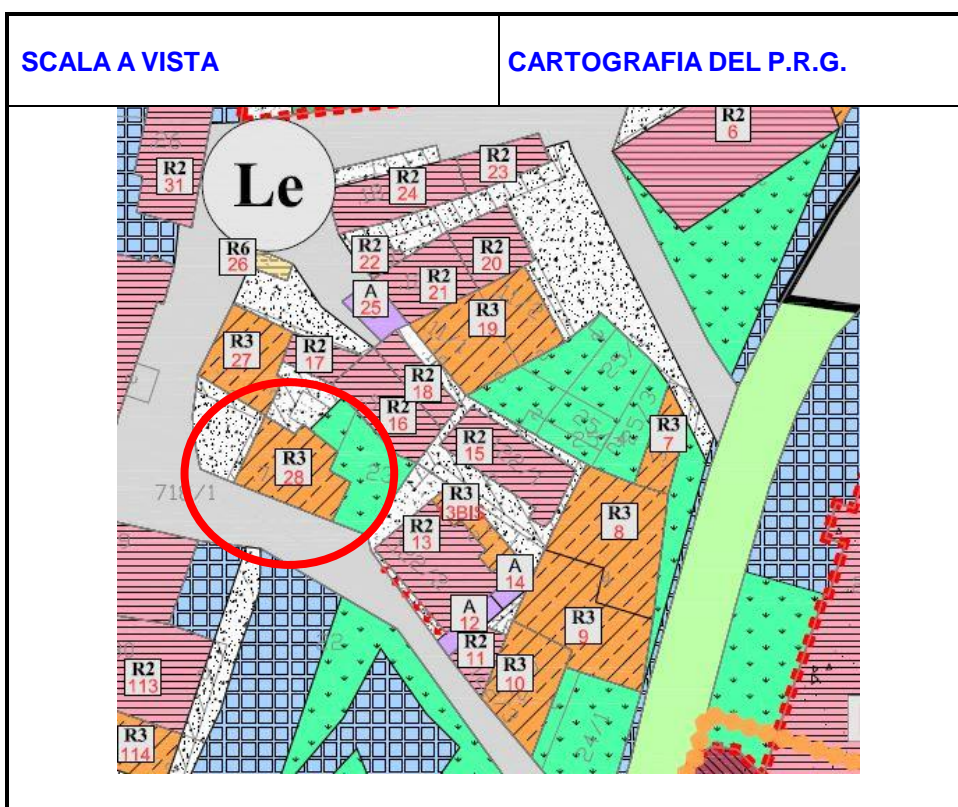 SCALA A VISTA
CARTOGRAFIA DEL P.R.G.
R2
6
R2
31
Le
R2
24
R2
23
R6
26
R2
22
R2
20
A
25
R2
21
R3
19
R3
27
R2
17
R2
18
R2
16
R3
7
R2
15
R3
28
718/1
R3
3BIS
R3
8
R2
13
A
14
A
12
R3
9
R2
11
R3
10
R2
113
R3
114
24/1